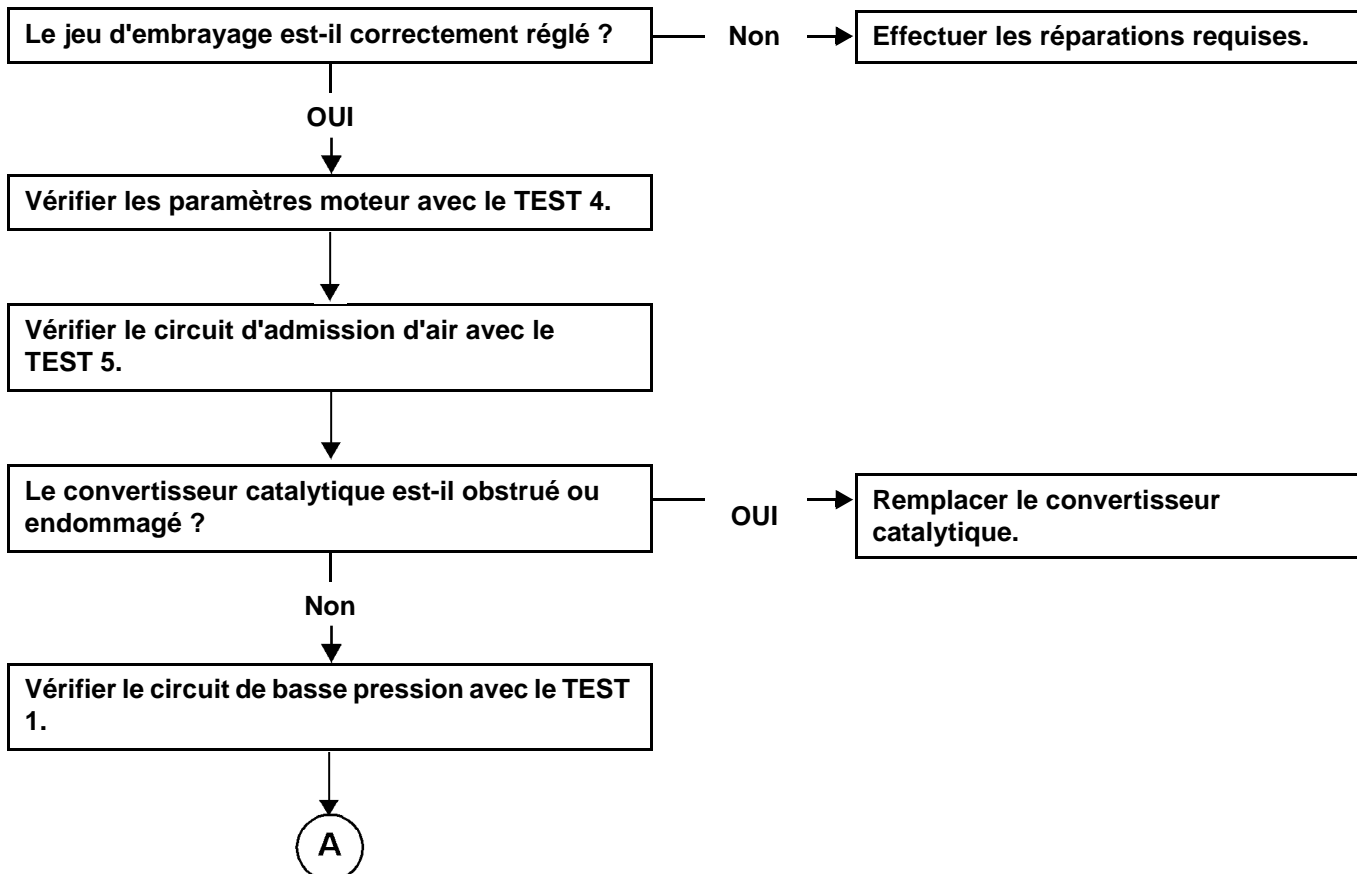 Le jeu d'embrayage est-il correctement réglé ?
Non
Effectuer les réparations requises.
OUI
Vérifier les paramètres moteur avec le TEST 4.
Vérifier le circuit d'admission d'air avec le
TEST 5.
Le convertisseur catalytique est-il obstrué ou
endommagé ?
OUI
Remplacer le convertisseur
catalytique.
Non
Vérifier le circuit de basse pression avec le TEST
1.
A